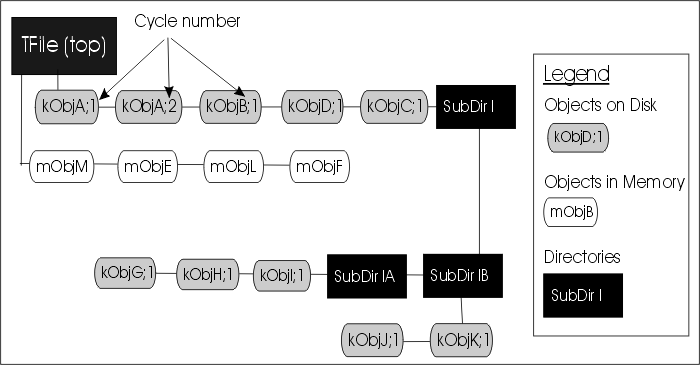 Cycle number
TFile (top)
kObjA;1 kObjA;2 kObjB;1 kObjD;1 kObjC;1 SubDir I
mObjM mObjE mObjL mObjF
kObjG;1 kObjH;1 kObjI;1 SubDir IA SubDir IB
kObjJ;1 kObjK;1
Legend
Objects on Disk
kObjD;1
Objects in Memory
mObjB
Directories
SubDir I